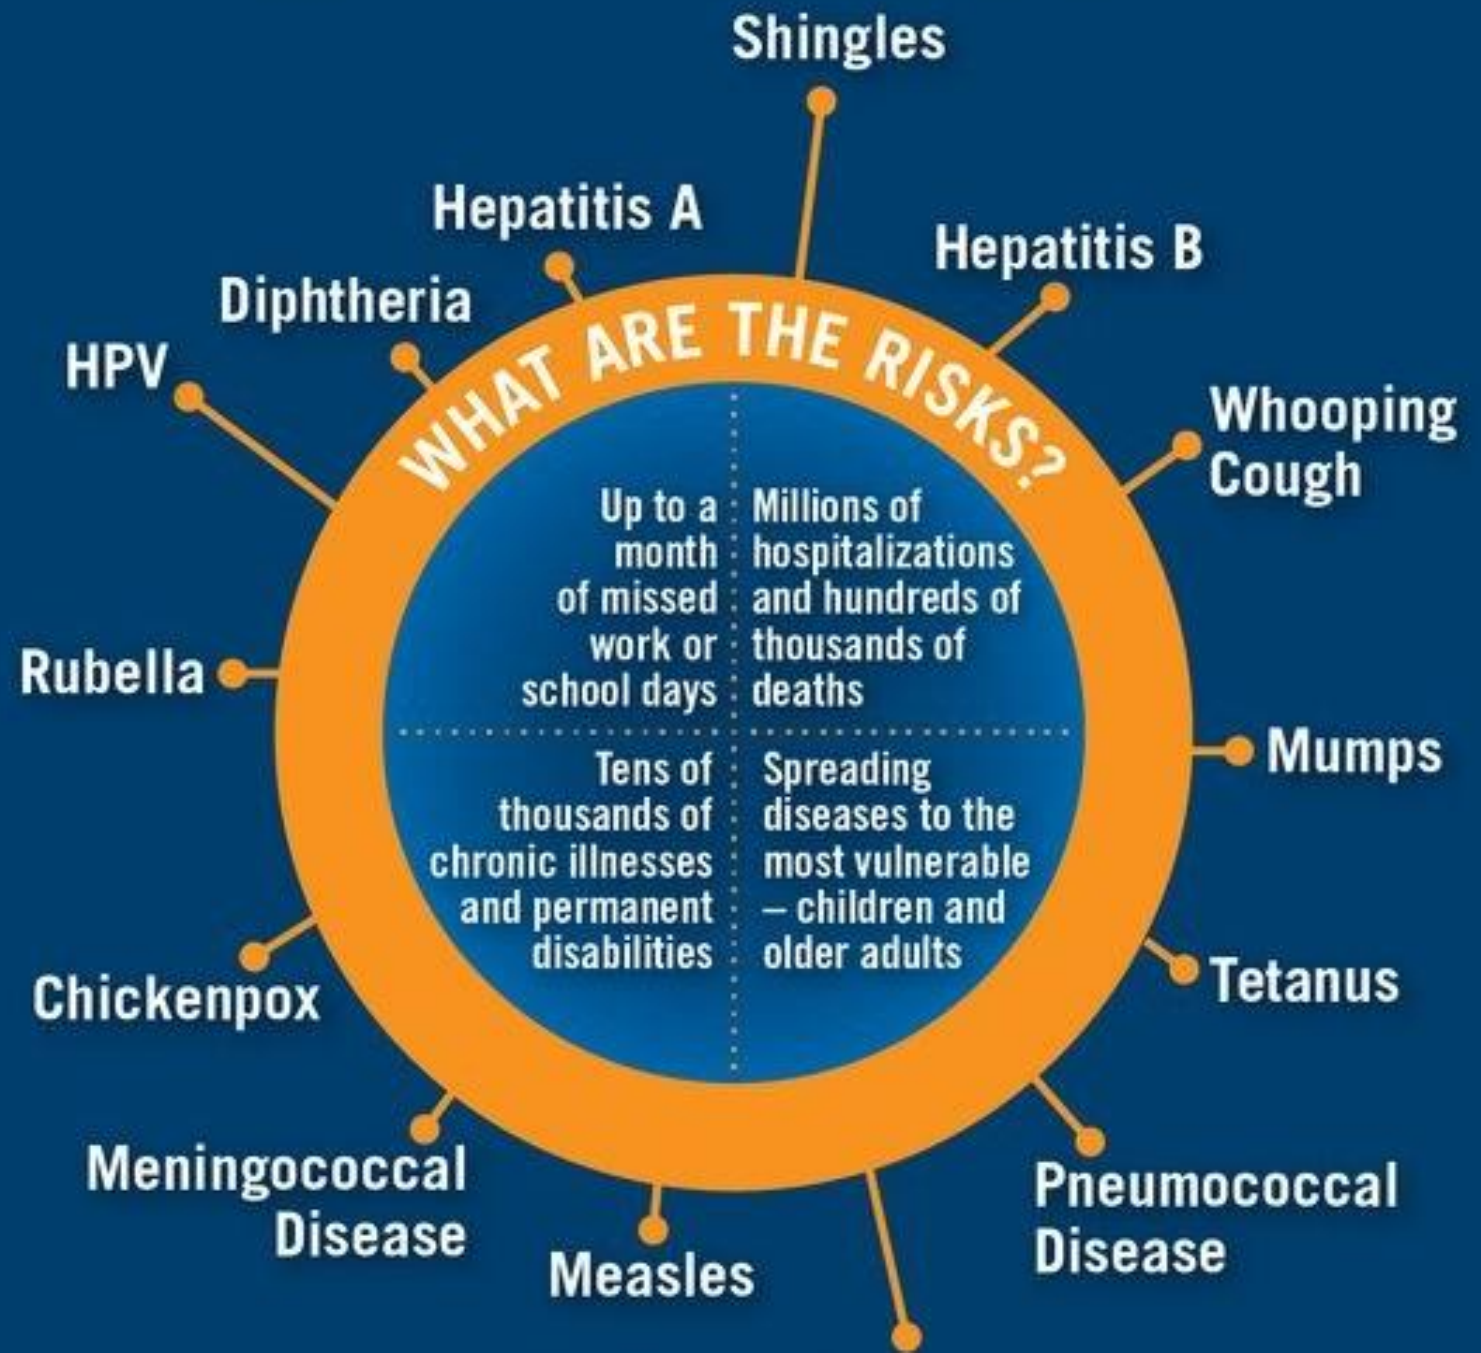 Shingles
Hepatitis A
Hepatitis B
Diphtheria
HPV
WHAT ARE THE RISKS?
Whooping
Cough
Up to a
month
of missed
work or
school days
Millions of
hospitalizations
and hundreds of
thousands of
deaths
Rubella
Mumps
Tens of
thousands of
chronic illnesses
and permanent
disabilities
Spreading
diseases to the
most vulnerable
– children and
older adults
Chickenpox
Tetanus
Meningococcal
Disease
Pneumococcal
Disease
Measles